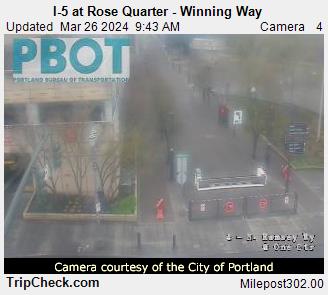 I-5 at Rose Quarter - Winning Way
Updated Mar 26 2024 9:43 AM Camera 4
PBOT
PORTLAND BUREAU OF TRANSPORTATION
Camera courtesy of the City of Portland
TripCheck.com Milepost302.00